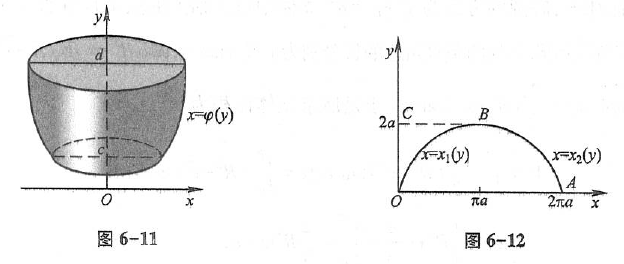 y
d
x=φ(y)
c
O
x
图 6-11
y
2a
C
B
x=x₁(y)
x=x₂(y)
A
O
πa
2πa
x
图 6-12